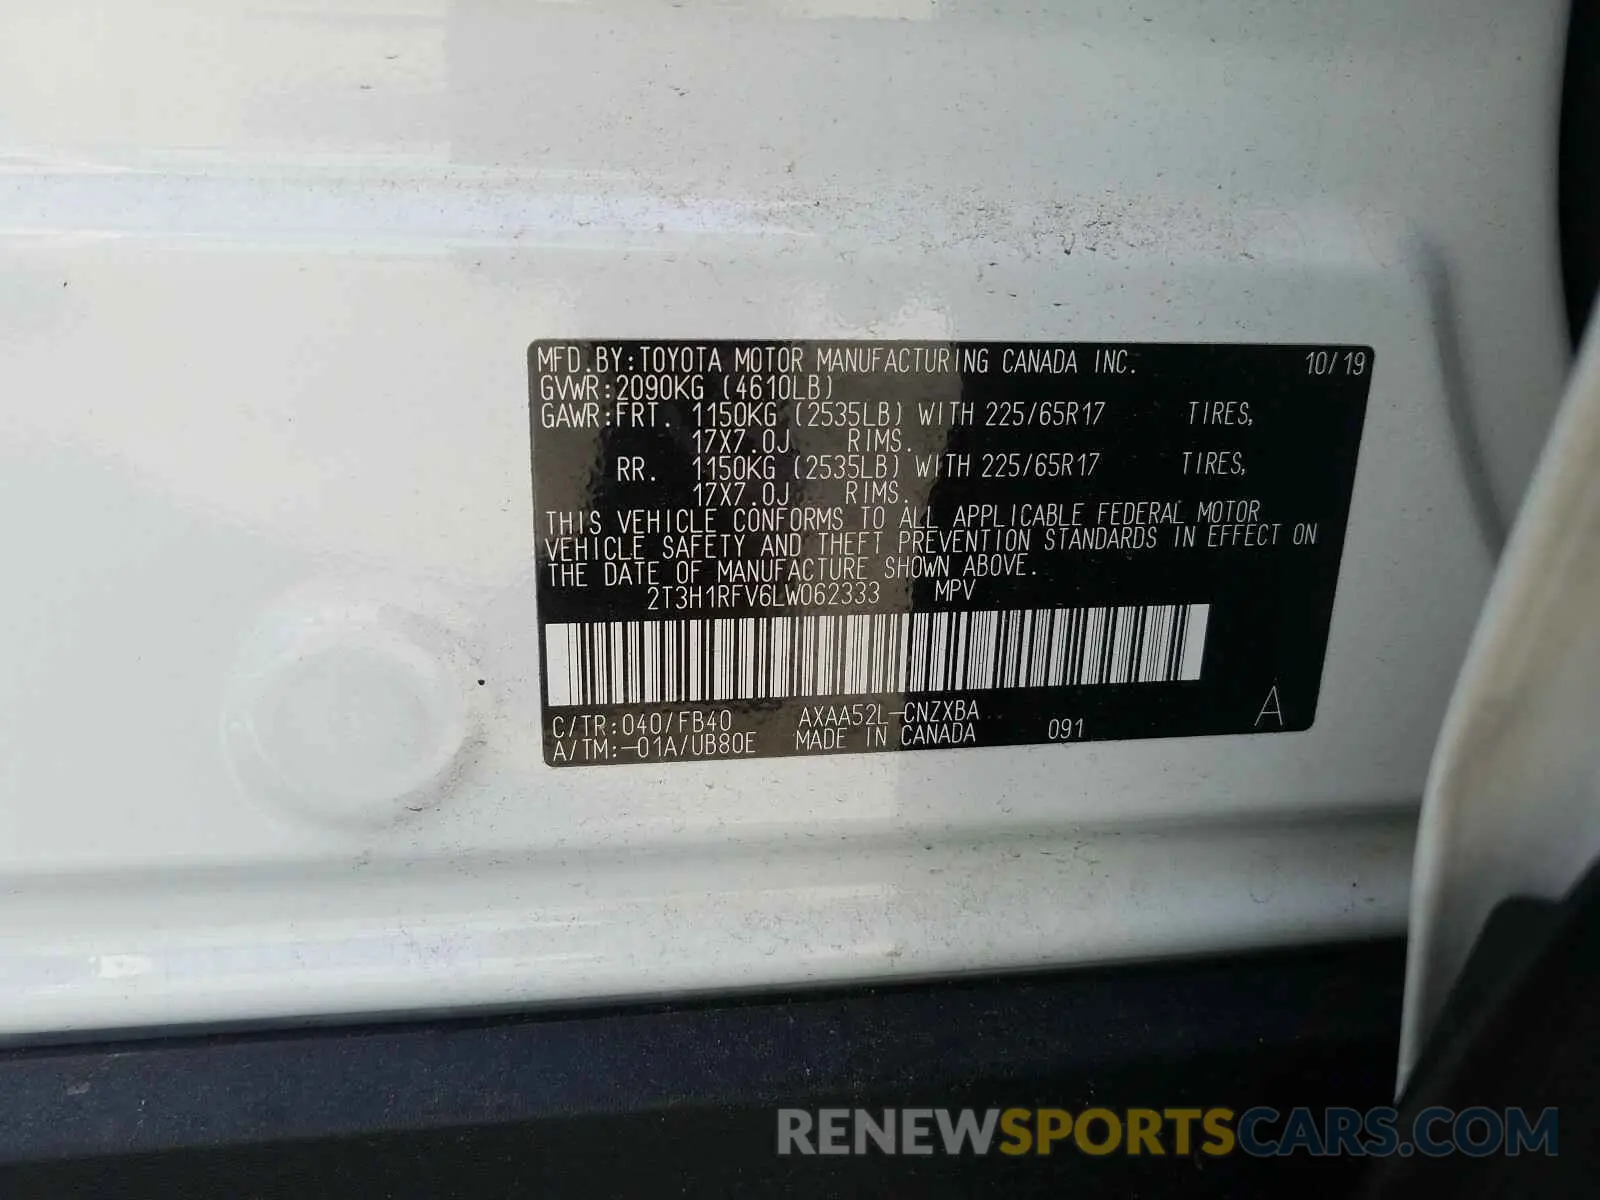 MFD.BY:TOYOTA MOTOR MANUFACTURING CANADA INC. 10/19
GVWR:2090KG (4610LB)
GAWR:FRT. 1150KG (2535LB) WITH 225/65R17 TIRES,
17X7.0J RIMS.
RR. 1150KG (2535LB) WITH 225/65R17 TIRES,
17X7.0J RIMS.
THIS VEHICLE CONFORMS TO ALL APPLICABLE FEDERAL MOTOR
VEHICLE SAFETY AND THEFT PREVENTION STANDARDS IN EFFECT ON
THE DATE OF MANUFACTURE SHOWN ABOVE.
2T3H1RFV6LW062333 MPV
C/TR:040/FB40 AXAA52L-CNZXBA
A/TM:-01A/UB80E MADE IN CANADA 091 A
RENEWSPORTSCARS.COM